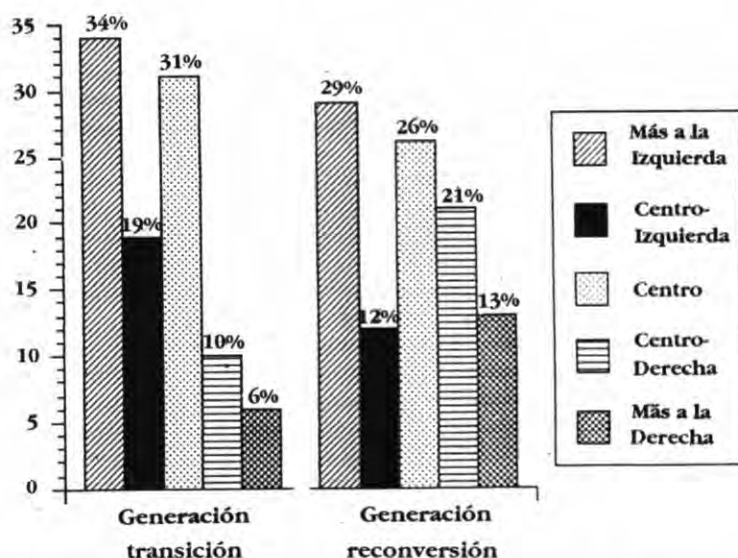 35
30
25
20
15
10
5
0
34%
19%
31%
10%
6%
29%
12%
26%
21%
13%
Generación
transición
Generación
reconversión
Más a la
Izquierda
Centro-
Izquierda
Centro
Centro-
Derecha
Más a la
Derecha